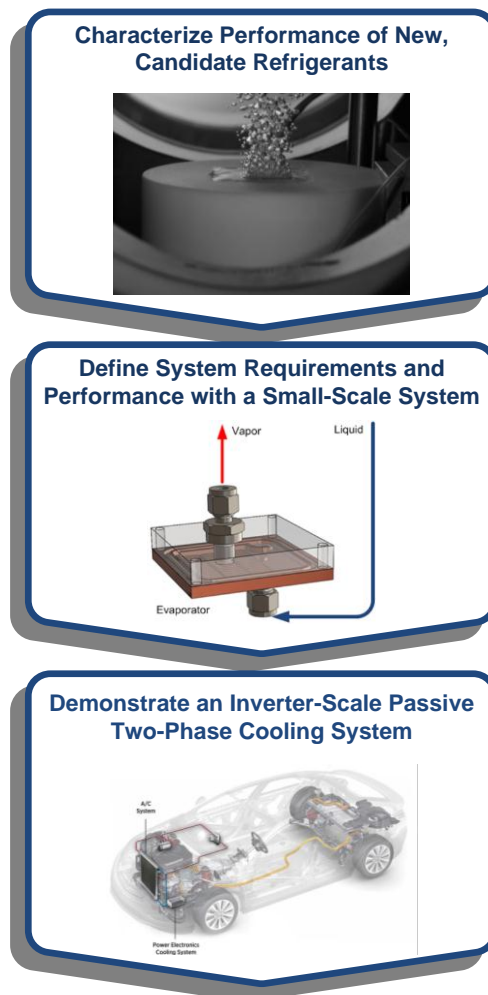 Characterize Performance of New,
Candidate Refrigerants
Define System Requirements and
Performance with a Small-Scale System
Vapor
Liquid
Evaporator
Demonstrate an Inverter-Scale Passive
Two-Phase Cooling System
A/C
System
Power Electronics
Cooling System